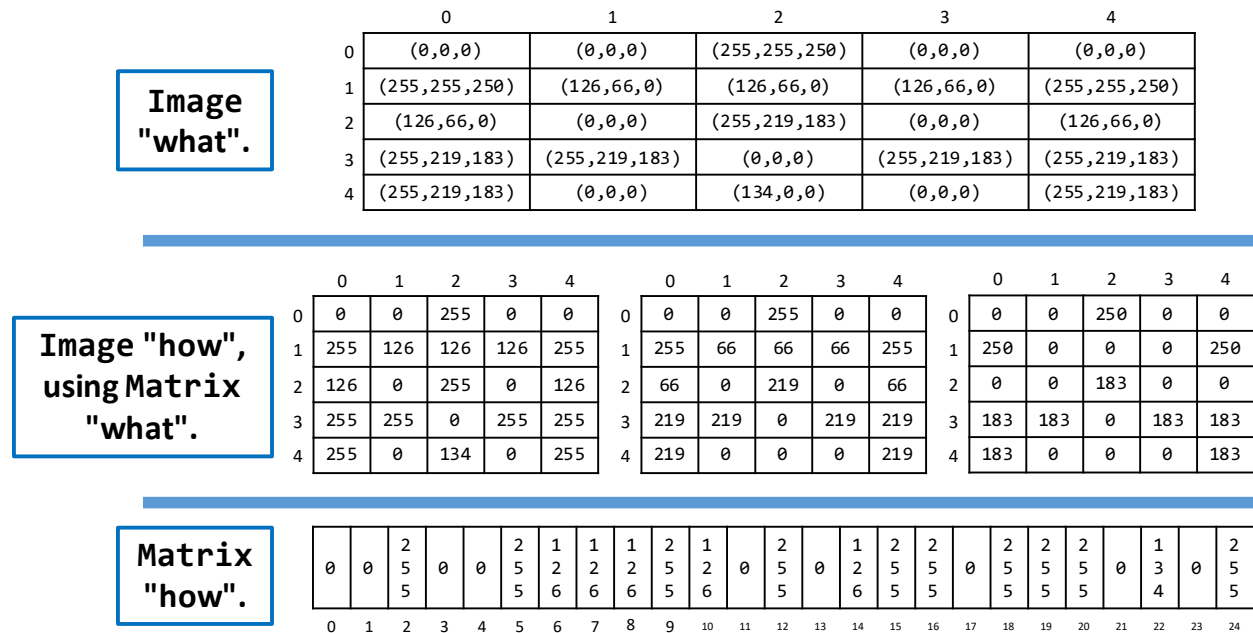 0 1 2 3 4
0 (0,0,0) (0,0,0) (255,255,250) (0,0,0) (0,0,0)
1 (255,255,250) (126,66,0) (126,66,0) (126,66,0) (255,255,250)
2 (126,66,0) (0,0,0) (255,219,183) (0,0,0) (126,66,0)
3 (255,219,183) (255,219,183) (0,0,0) (255,219,183) (255,219,183)
4 (255,219,183) (0,0,0) (134,0,0) (0,0,0) (255,219,183)
Image
"what".
0 1 2 3 4 0 1 2 3 4 0 1 2 3 4
0 0 0 255 0 0 0 0 0 255 0 0 0 0 0 250 0 0
1 255 126 126 126 255 1 255 66 66 66 255 1 250 0 0 0 250
2 126 0 255 0 126 2 66 0 219 0 66 2 0 0 183 0 0
3 255 255 0 255 255 3 219 219 0 219 219 3 183 183 0 183 183
4 255 0 134 0 255 4 219 0 0 0 219 4 183 0 0 0 183
Image "how",
using Matrix
"what".
Matrix
"how".
0 0 255 0 0 255 126 126 126 255 126 0 255 0 126 255 255 0 255 255 255 0 134 0 255
0 1 2 3 4 5 6 7 8 9 10 11 12 13 14 15 16 17 18 19 20 21 22 23 24